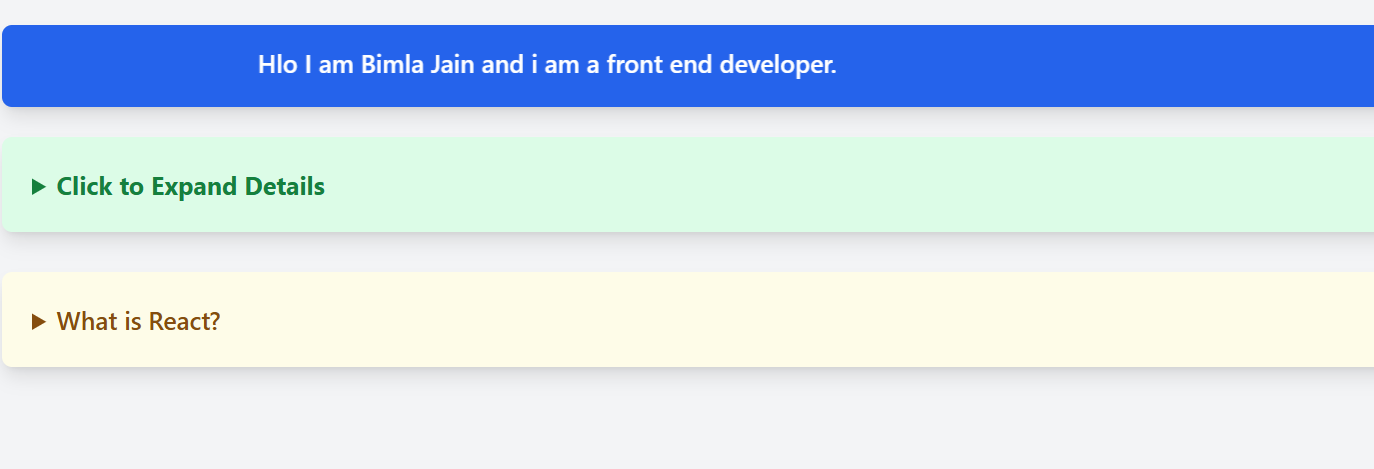 Hlo I am Bimla Jain and i am a front end developer.
Click to Expand Details
What is React?